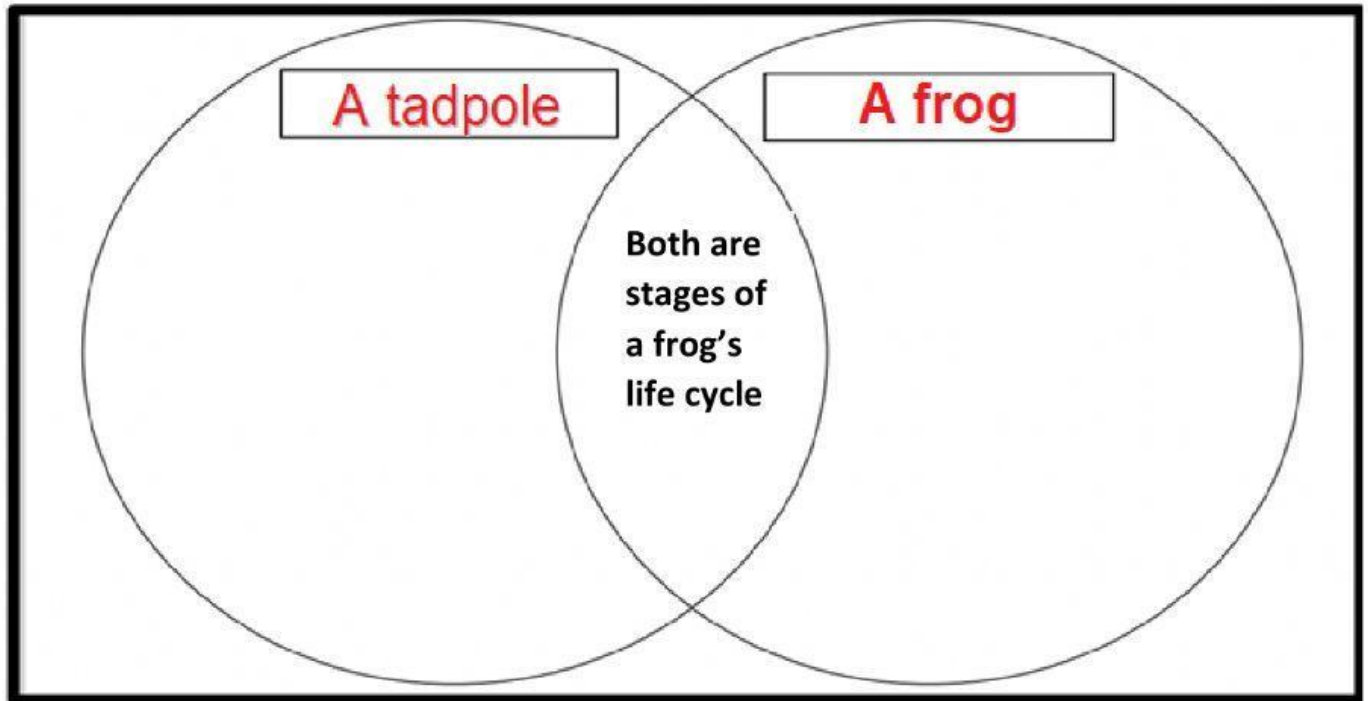 A tadpole
A frog
Both are
stages of
a frog’s
life cycle